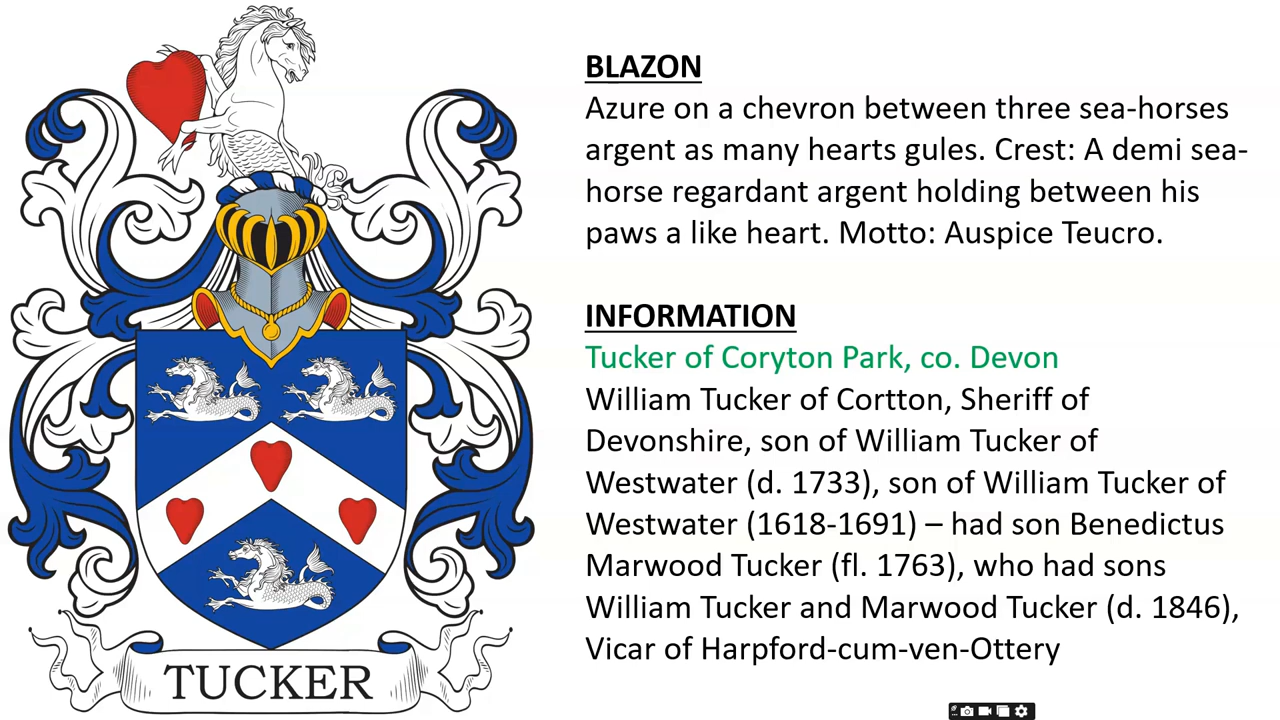 BLAZON
Azure on a chevron between three sea-horses
argent as many hearts gules. Crest: A demi sea-
horse regardant argent holding between his
paws a like heart. Motto: Auspice Teucro.
INFORMATION
Tucker of Coryton Park, co. Devon
William Tucker of Cortton, Sheriff of
Devonshire, son of William Tucker of
Westwater (d. 1733), son of William Tucker of
Westwater (1618-1691) – had son Benedictus
Marwood Tucker (fl. 1763), who had sons
William Tucker and Marwood Tucker (d. 1846),
Vicar of Harpford-cum-ven-Ottery
TUCKER